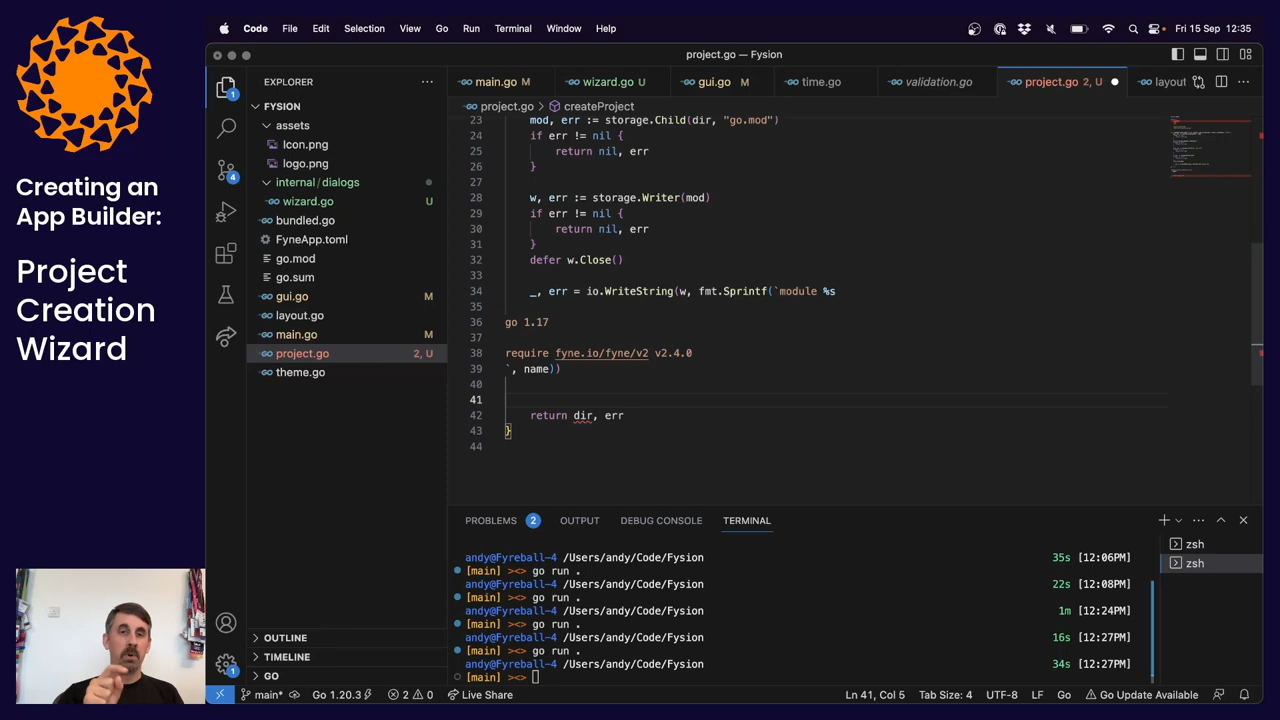 Code File Edit Selection View Go Run Terminal Window Help
Fri 15 Sep 12:35
project.go — Fysion
Creating an
App Builder:
Project
Creation
Wizard
EXPLORER
FYSION
assets
Icon.png
logo.png
internal/dialogs
wizard.go U
bundled.go
FyneApp.toml
go.mod
go.sum
gui.go M
layout.go
main.go M
project.go 2, U
theme.go
OUTLINE
TIMELINE
GO
1
4
1
main.go M wizard.go U gui.go M time.go validation.go project.go 2, U layout
project.go > createProject
23 mod, err := storage.Child(dir, "go.mod")
24 if err != nil {
25 return nil, err
26 }
27
28 w, err := storage.Writer(mod)
29 if err != nil {
30 return nil, err
31 }
32 defer w.Close()
33
34 _, err = io.WriteString(w, fmt.Sprintf(`module %s
35
36 go 1.17
37
38 require fyne.io/fyne/v2 v2.4.0
39 `, name))
40
41
42 return dir, err
43 }
44
PROBLEMS 2 OUTPUT DEBUG CONSOLE TERMINAL
zsh
zsh
andy@Fyreball-4 /Users/andy/Code/Fysion 35s [12:06PM]
[main] ><> go run .
andy@Fyreball-4 /Users/andy/Code/Fysion 22s [12:08PM]
[main] ><> go run .
andy@Fyreball-4 /Users/andy/Code/Fysion 1m [12:24PM]
[main] ><> go run .
andy@Fyreball-4 /Users/andy/Code/Fysion 16s [12:27PM]
[main] ><> go run .
andy@Fyreball-4 /Users/andy/Code/Fysion 34s [12:27PM]
[main] ><>
main* Go 1.20.3 2 0 Live Share Ln 41, Col 5 Tab Size: 4 UTF-8 LF Go Go Update Available